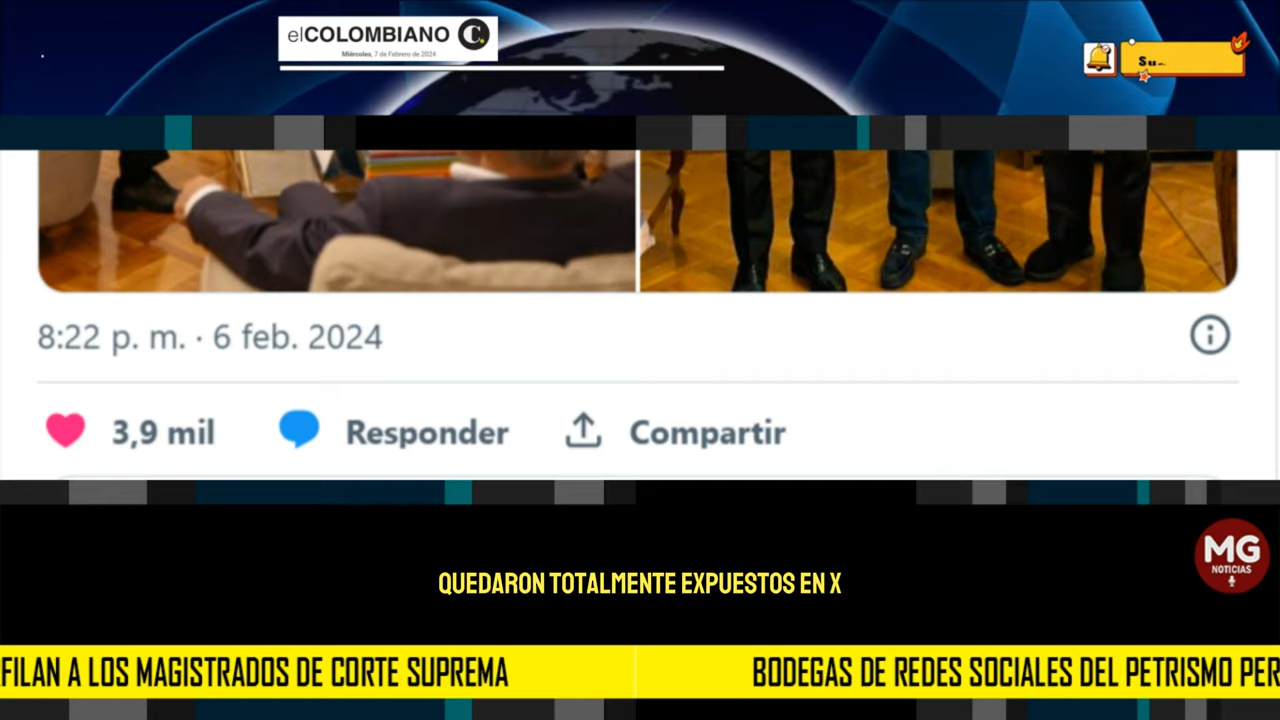 elCOLOMBIANO
Miércoles, 7 de Febrero de 2024
8:22 p. m. · 6 feb. 2024
3,9 mil Responder Compartir
MG
NOTICIAS
QUEDARON TOTALMENTE EXPUESTOS EN X
FILAN A LOS MAGISTRADOS DE CORTE SUPREMA BODEGAS DE REDES SOCIALES DEL PETRISMO PER